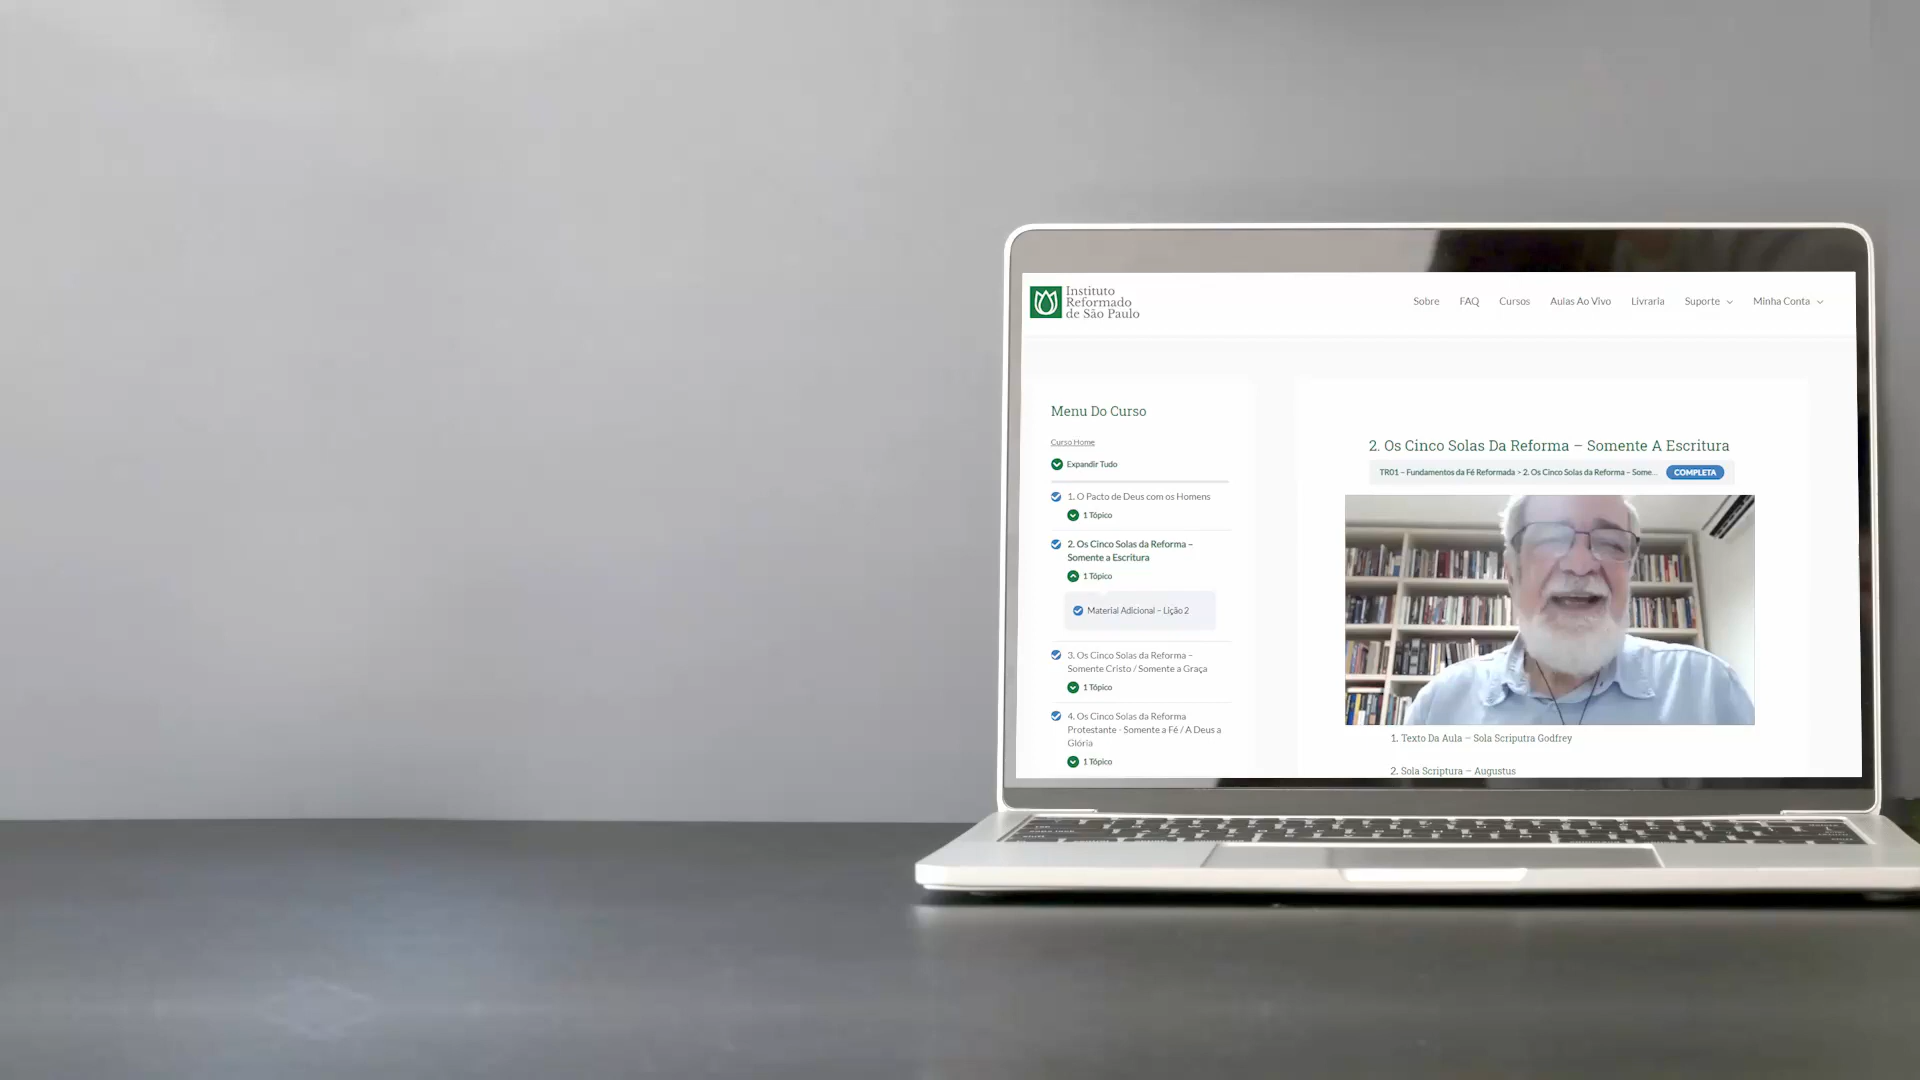 Instituto
Reformado
de São Paulo
Sobre
FAQ
Cursos
Aulas Ao Vivo
Livraria
Suporte
Minha Conta
Menu Do Curso
Curso Home
Expandir Tudo
1. O Pacto de Deus com os Homens
1 Tópico
2. Os Cinco Solas da Reforma –
Somente a Escritura
1 Tópico
Material Adicional – Lição 2
3. Os Cinco Solas da Reforma –
Somente Cristo / Somente a Graça
1 Tópico
4. Os Cinco Solas da Reforma
Protestante - Somente a Fé / A Deus a
Glória
1 Tópico
2. Os Cinco Solas Da Reforma – Somente A Escritura
TR01 – Fundamentos da Fé Reformada > 2. Os Cinco Solas da Reforma – Some...
COMPLETA
1. Texto Da Aula – Sola Scriputra Godfrey
2. Sola Scriptura – Augustus